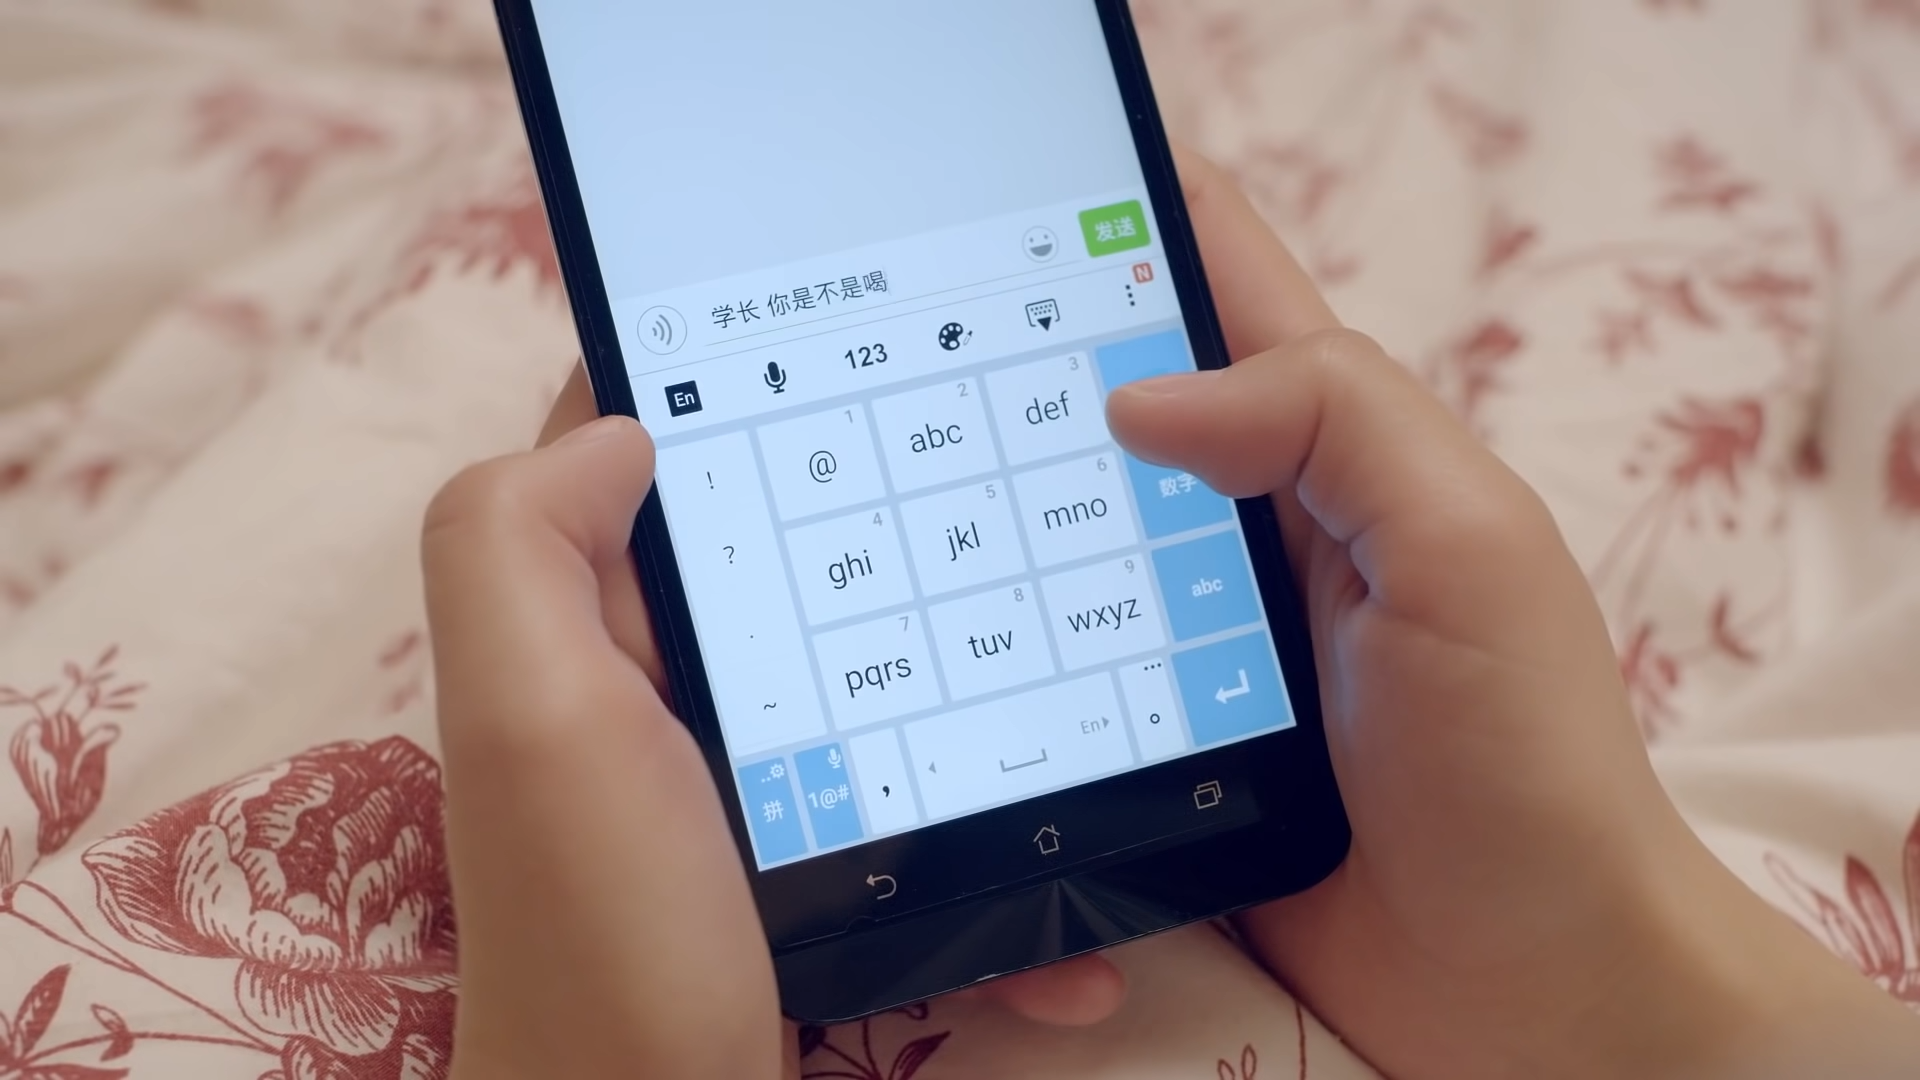 发送
学长 你是不是喝
N
En
123
! @ 1 abc 2 def 3
? ghi 4 jkl 5 mno 6 数字
. pqrs 7 tuv 8 wxyz 9 abc
~
拼 1@# , En 。